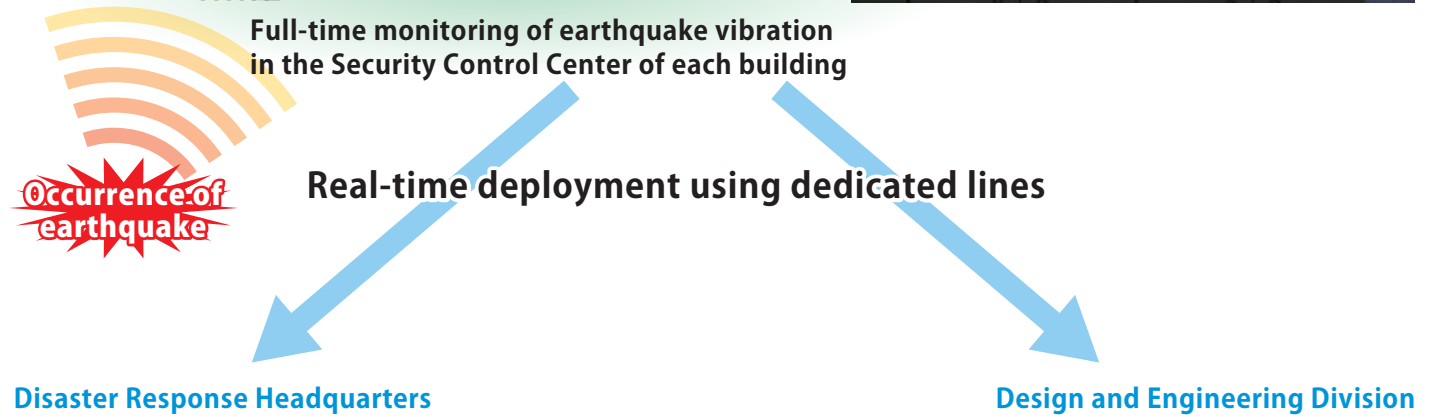 Full-time monitoring of earthquake vibration
in the Security Control Center of each building
Occurrence of
earthquake
Real-time deployment using dedicated lines
Disaster Response Headquarters
Design and Engineering Division